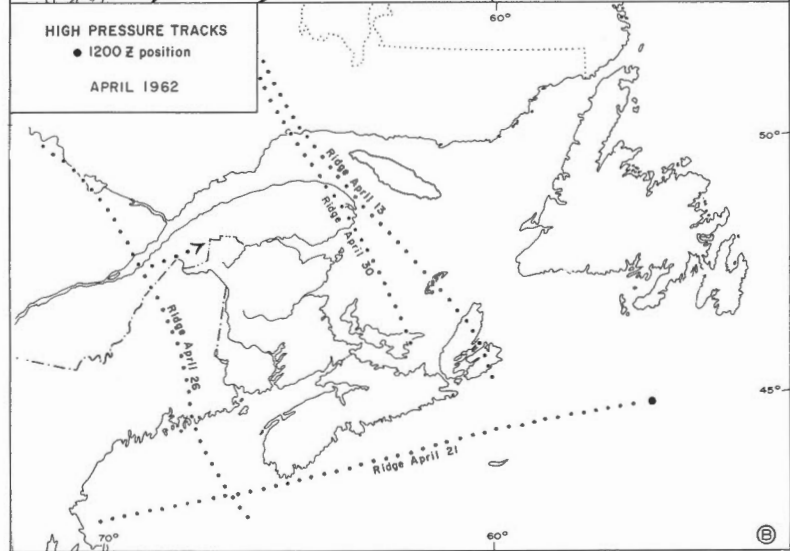 HIGH PRESSURE TRACKS
● 1200 Z position
APRIL 1962
60°
50°
Ridge April 13
Ridge April 30
Ridge April 26
45°
Ridge April 21
70°
60°
B